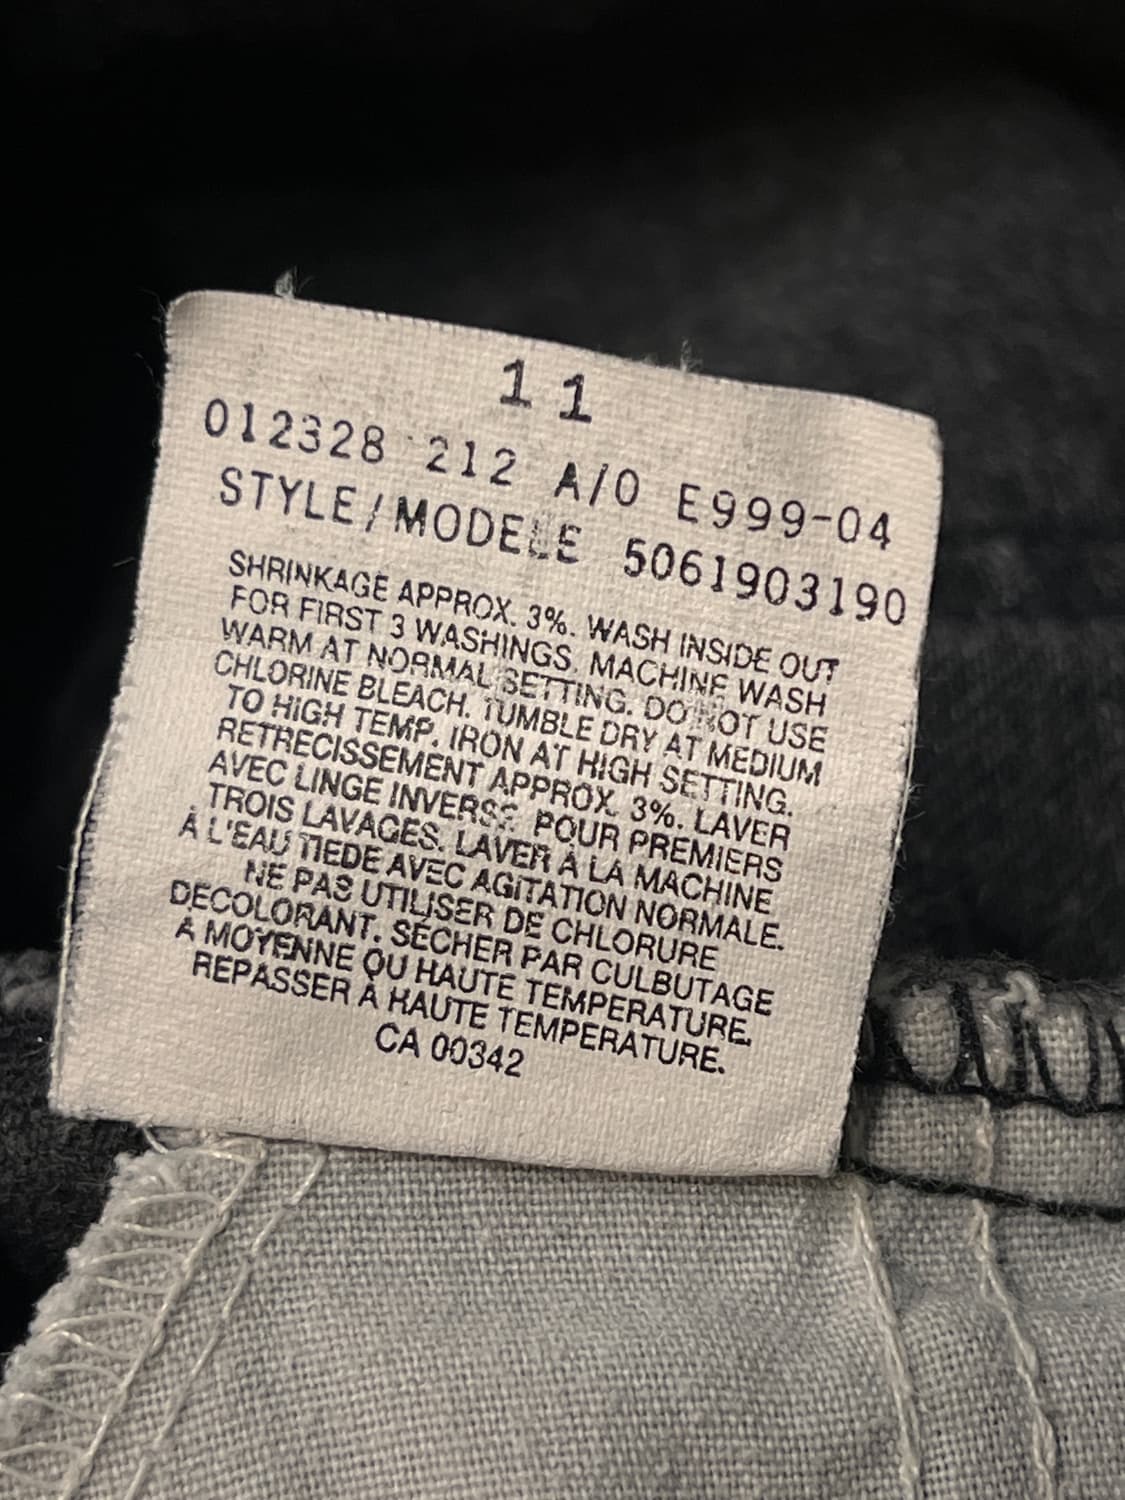 11
012328 212 A/O E999-04
STYLE/MODELE 5061903190
SHRINKAGE APPROX. 3%. WASH INSIDE OUT
FOR FIRST 3 WASHINGS. MACHINE WASH
WARM AT NORMAL SETTING. DO NOT USE
CHLORINE BLEACH. TUMBLE DRY AT MEDIUM
TO HIGH TEMP. IRON AT HIGH SETTING.
RETRECISSEMENT APPROX. 3%. LAVER
AVEC LINGE INVERSE POUR PREMIERS
TROIS LAVAGES. LAVER À LA MACHINE
À L'EAU TIEDE AVEC AGITATION NORMALE.
NE PAS UTILISER DE CHLORURE
DECOLORANT. SÉCHER PAR CULBUTAGE
À MOYENNE OU HAUTE TEMPERATURE.
REPASSER À HAUTE TEMPERATURE.
CA 00342